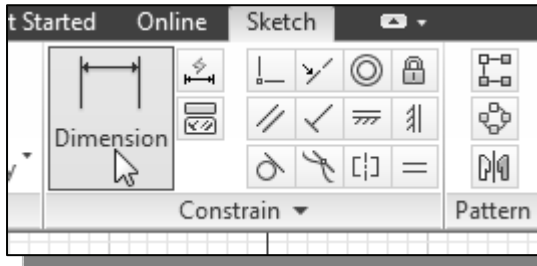 t Started Online Sketch
Dimension
y
Constrain
Pattern